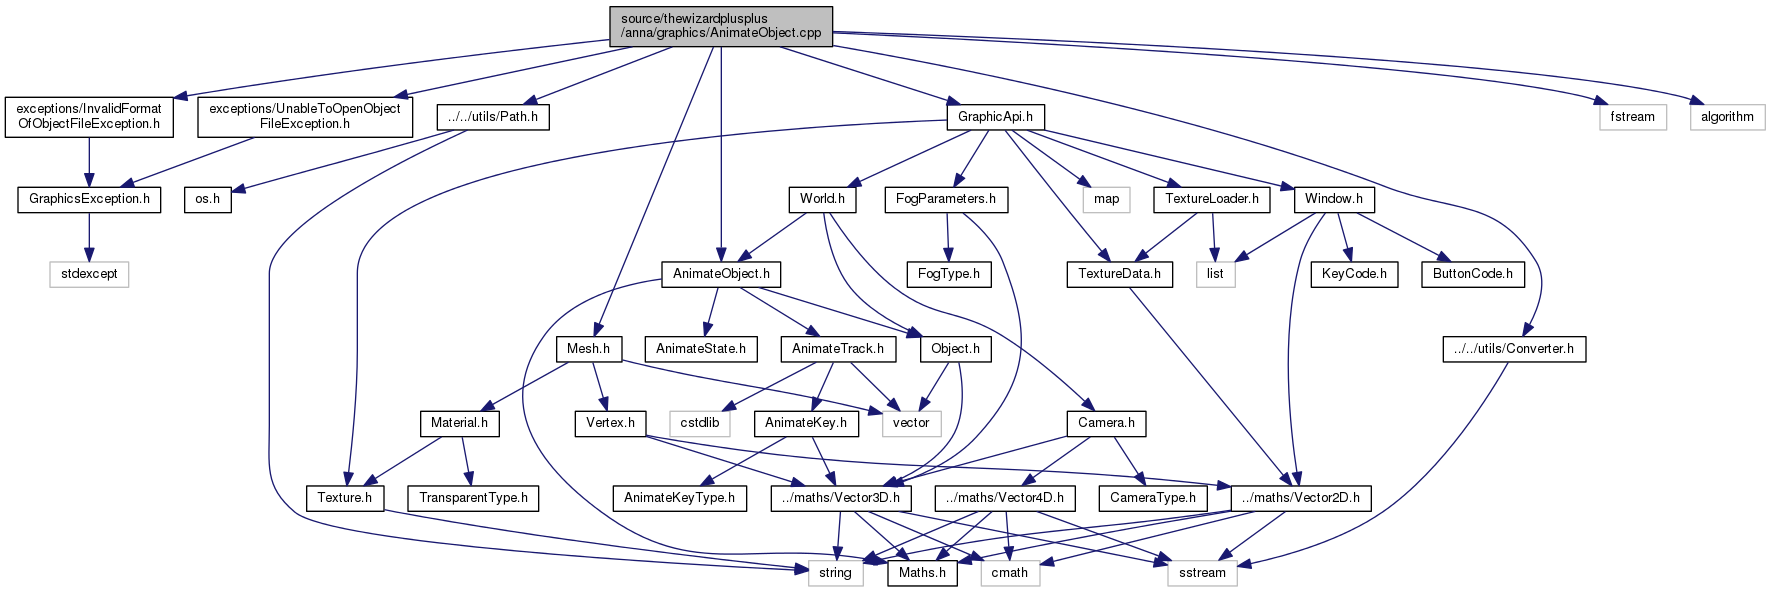 source/thewizardplusplus
/anna/graphics/AnimateObject.cpp
exceptions/InvalidFormat
OfObjectFileException.h
exceptions/UnableToOpenObject
FileException.h
../../utils/Path.h
GraphicApi.h
fstream
algorithm
GraphicsException.h
os.h
World.h
FogParameters.h
map
TextureLoader.h
Window.h
stdexcept
AnimateObject.h
FogType.h
TextureData.h
list
KeyCode.h
ButtonCode.h
Mesh.h
AnimateState.h
AnimateTrack.h
Object.h
../../utils/Converter.h
Material.h
Vertex.h
cstdlib
AnimateKey.h
vector
Camera.h
Texture.h
TransparentType.h
AnimateKeyType.h
../maths/Vector3D.h
../maths/Vector4D.h
CameraType.h
../maths/Vector2D.h
string
Maths.h
cmath
sstream